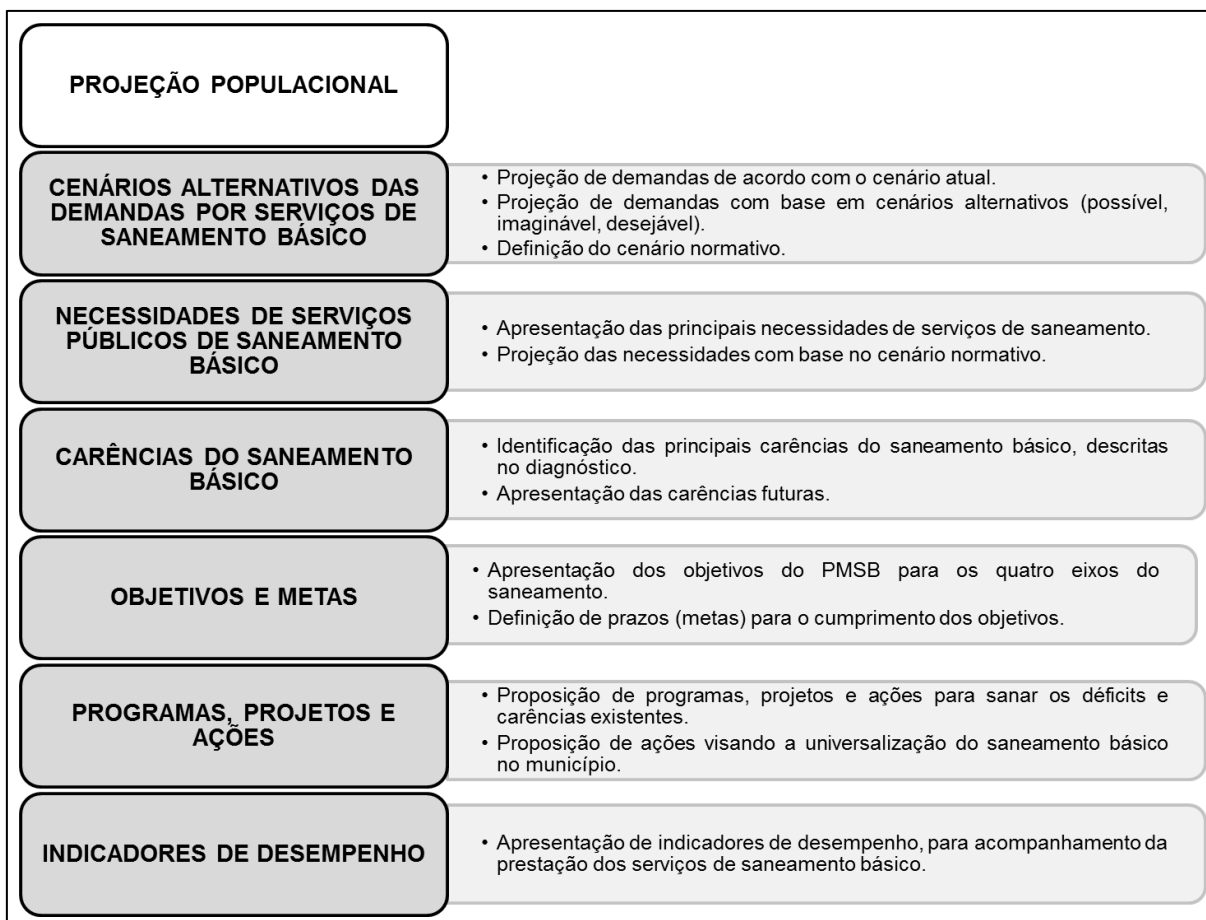 PROJEÇÃO POPULACIONAL
CENÁRIOS ALTERNATIVOS DAS
DEMANDAS POR SERVIÇOS DE
SANEAMENTO BÁSICO
• Projeção de demandas de acordo com o cenário atual.
• Projeção de demandas com base em cenários alternativos (possível,
imaginável, desejável).
• Definição do cenário normativo.
NECESSIDADES DE SERVIÇOS
PÚBLICOS DE SANEAMENTO
BÁSICO
• Apresentação das principais necessidades de serviços de saneamento.
• Projeção das necessidades com base no cenário normativo.
CARÊNCIAS DO SANEAMENTO
BÁSICO
• Identificação das principais carências do saneamento básico, descritas
no diagnóstico.
• Apresentação das carências futuras.
OBJETIVOS E METAS
• Apresentação dos objetivos do PMSB para os quatro eixos do
saneamento.
• Definição de prazos (metas) para o cumprimento dos objetivos.
PROGRAMAS, PROJETOS E
AÇÕES
• Proposição de programas, projetos e ações para sanar os déficits e
carências existentes.
• Proposição de ações visando a universalização do saneamento básico
no município.
INDICADORES DE DESEMPENHO
• Apresentação de indicadores de desempenho, para acompanhamento da
prestação dos serviços de saneamento básico.